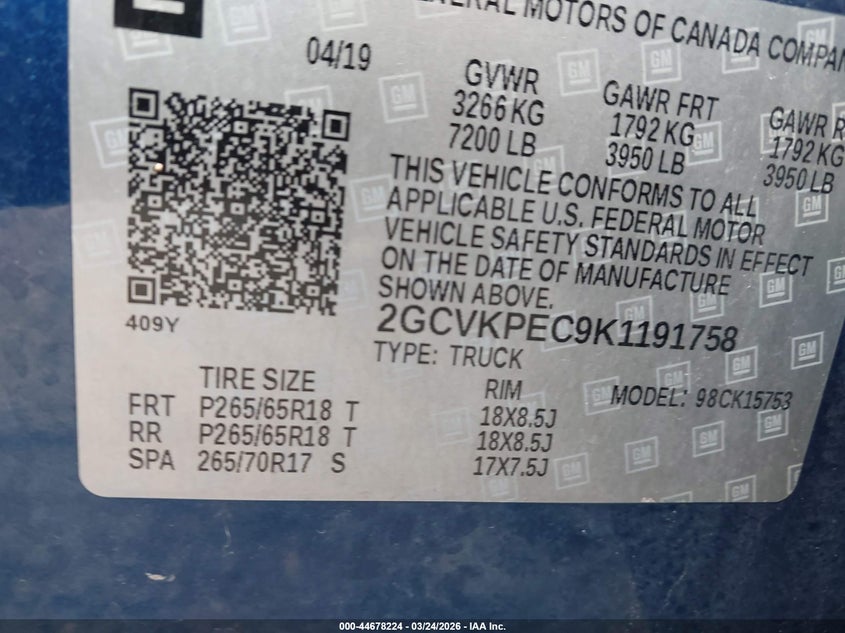 ERAL MOTORS OF CANADA COMPAN
04/19
GVWR
3266 KG
7200 LB
GAWR FRT
1792 KG
3950 LB
GAWR R
1792 KG
3950 LB
THIS VEHICLE CONFORMS TO ALL
APPLICABLE U.S. FEDERAL MOTOR
VEHICLE SAFETY STANDARDS IN EFFECT
ON THE DATE OF MANUFACTURE
SHOWN ABOVE.
409Y
2GCVKPEC9K1191758
TYPE: TRUCK
TIRE SIZE RIM MODEL: 98CK15753
FRT P265/65R18 T 18X8.5J
RR P265/65R18 T 18X8.5J
SPA 265/70R17 S 17X7.5J
000-44678224 - 03/24/2026 - IAA Inc.